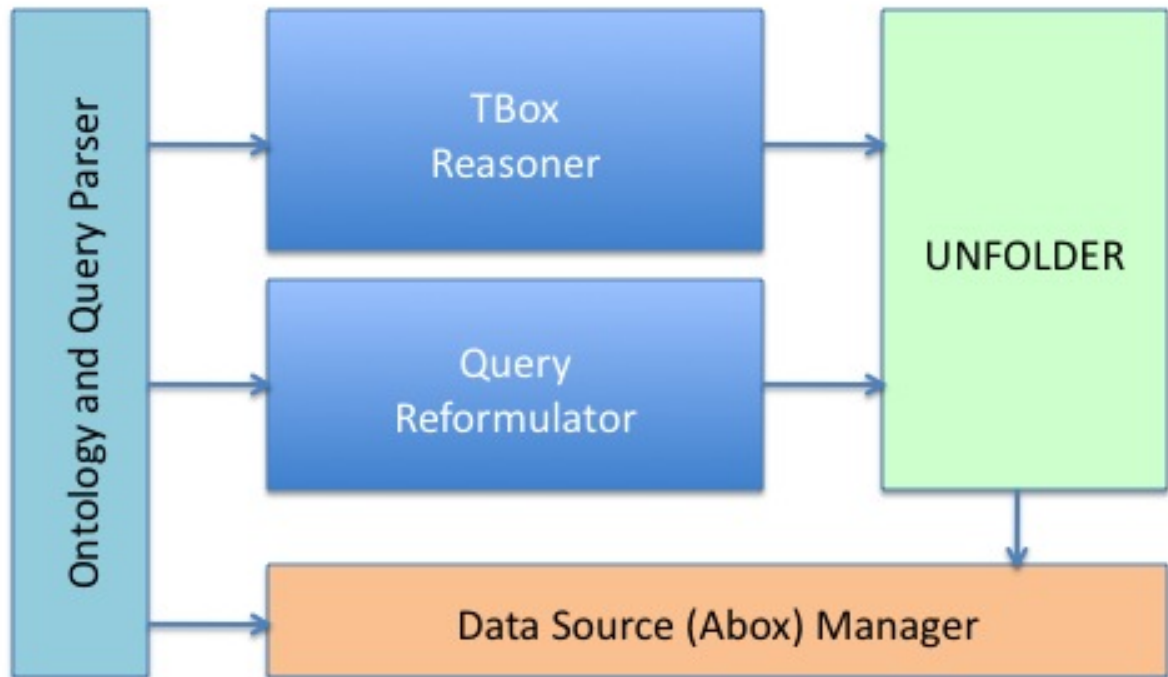 Ontology and Query Parser
TBox
Reasoner
Query
Reformulator
UNFOLDER
Data Source (Abox) Manager